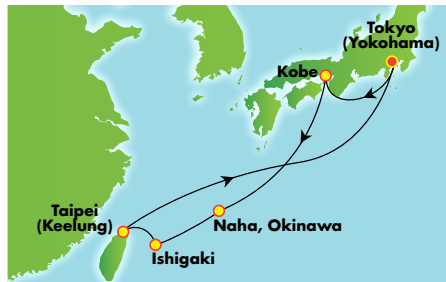 Tokyo
(Yokohama)
Kobe
Taipei
(Keelung)
Naha, Okinawa
Ishigaki